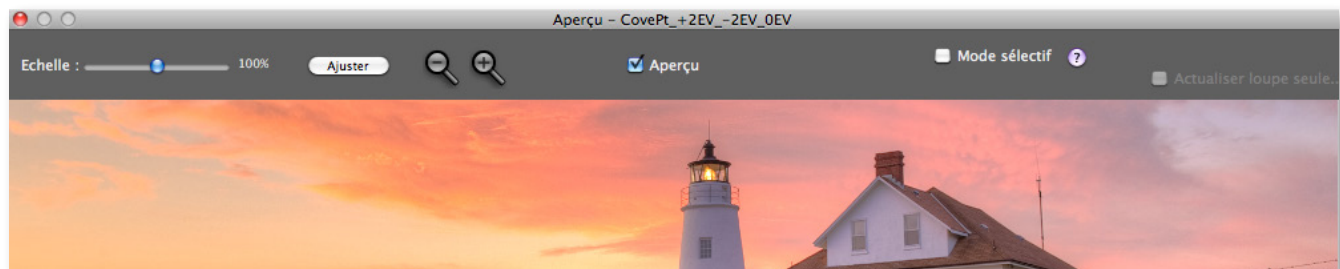 Aperçu – CovePt_+2EV_-2EV_0EV
Echelle : 100% Ajuster Aperçu Mode sélectif ?
Actualiser loupe seule..